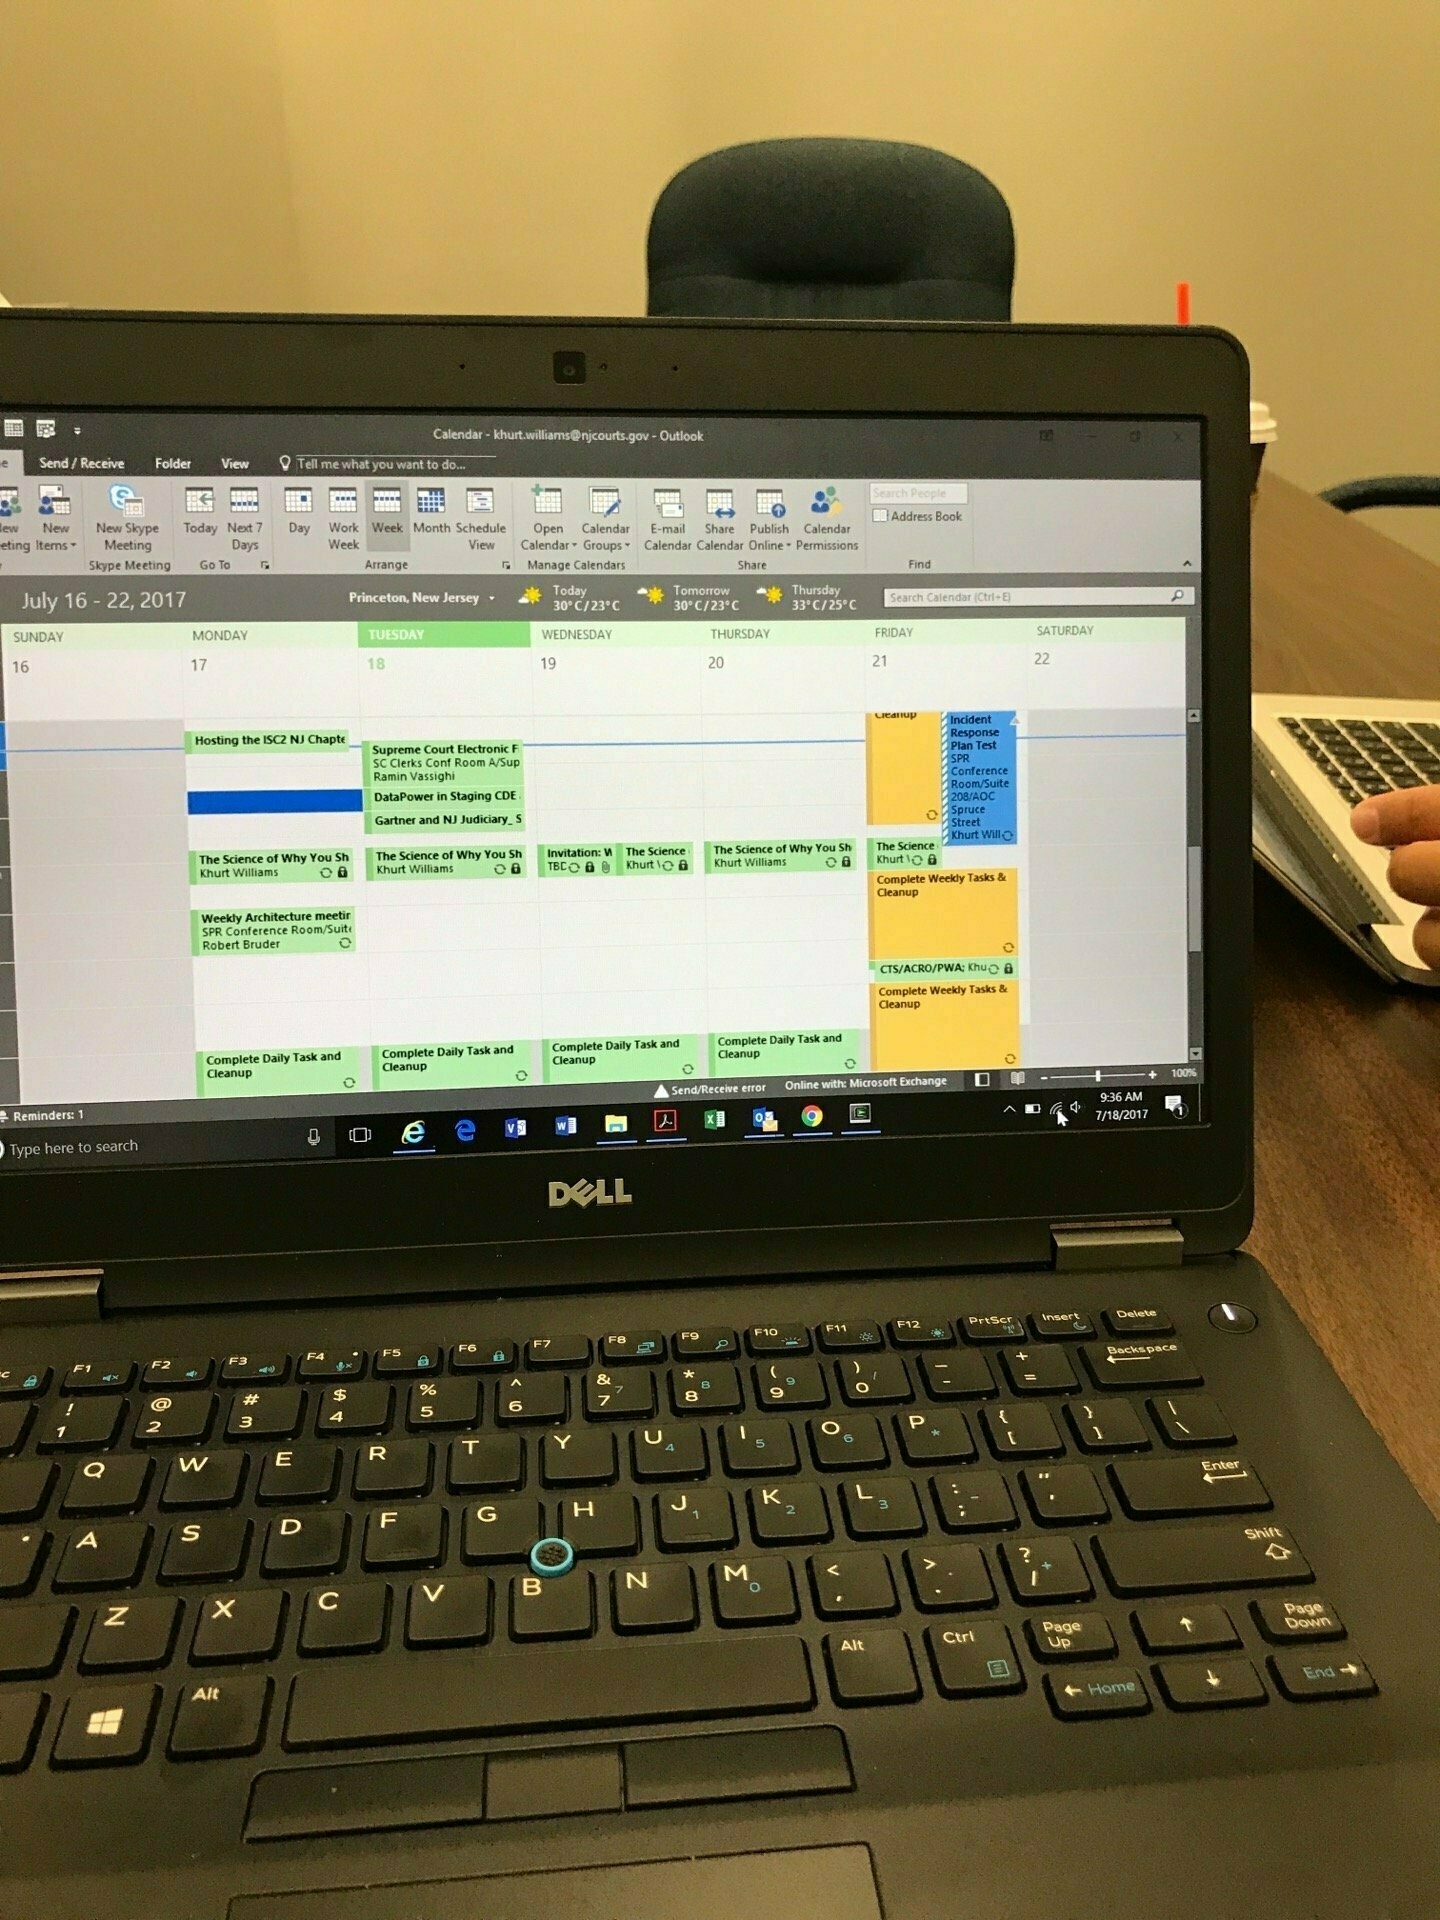 Calendar - khurt.williams@njcourts.gov - Outlook
Send / Receive Folder View Tell me what you want to do...
New Items
New Skype Meeting
Today
Next 7 Days
Day
Work Week
Week
Month
Schedule View
Open Calendar
Calendar Groups
E-mail Calendar
Share Calendar
Publish Online
Calendar Permissions
Search People
Address Book
Skype Meeting Go To Arrange Manage Calendars Share Find
July 16 - 22, 2017
Princeton, New Jersey
Today
30°C/23°C
Tomorrow
30°C/23°C
Thursday
33°C/25°C
Search Calendar (Ctrl+E)
SUNDAY MONDAY TUESDAY WEDNESDAY THURSDAY FRIDAY SATURDAY
16 17 18 19 20 21 22
Hosting the ISC2 NJ Chapte
The Science of Why You Sh
Khurt Williams
Weekly Architecture meetin
SPR Conference Room/Suite
Robert Bruder
Complete Daily Task and
Cleanup
Supreme Court Electronic F
SC Clerks Conf Room A/Sup
Ramin Vassighi
DataPower in Staging CDE
Gartner and NJ Judiciary_ S
The Science of Why You Sh
Khurt Williams
Complete Daily Task and
Cleanup
Invitation: W
TBD
The Science
Khurt
Complete Daily Task and
Cleanup
The Science of Why You Sh
Khurt Williams
Complete Daily Task and
Cleanup
Cleanup
Incident
Response
Plan Test
SPR
Conference
Room/Suite
208/AOC
Spruce
Street
Khurt Will
The Science
Khurt
Complete Weekly Tasks &
Cleanup
CTS/ACRO/PWA; Khu
Complete Weekly Tasks &
Cleanup
Reminders: 1
Send/Receive error Online with: Microsoft Exchange 100%
Type here to search
9:36 AM
7/18/2017
1
DELL
F1 F2 F3 F4 F5 F6 F7 F8 F9 F10 F11 F12 PrtScr Insert Delete
! 1 @ 2 # 3 $ 4 % 5 ^ 6 & 7 7 * 8 8 ( 9 9 ) 0 / _ - + = Backspace
Q W E R T Y U 4 I 5 O 6 P * { [ } ] | \
A S D F G H J 1 K 2 L 3 : ; - " ' Enter
Z X C V B N M 0 < , > . ? / + Shift
Alt Alt Ctrl Page Up Page Down
Home End